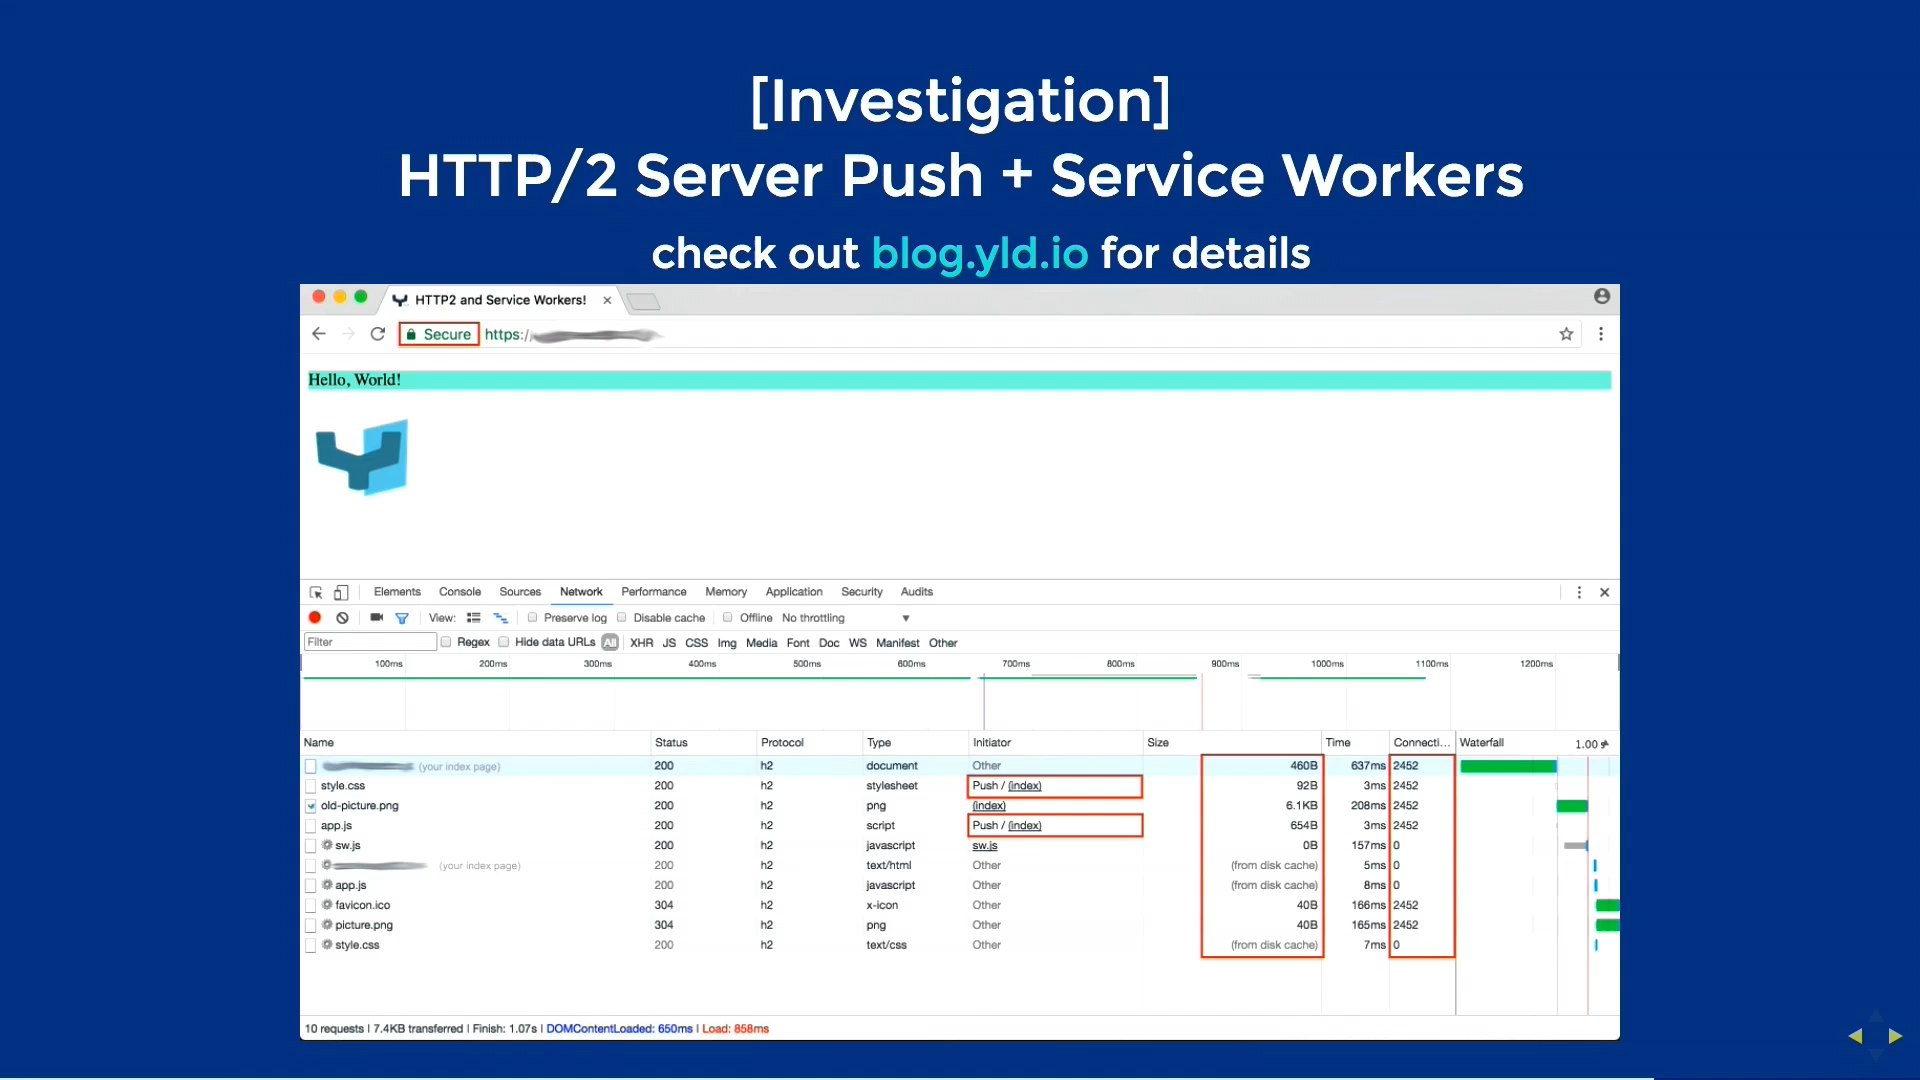 [Investigation]
HTTP/2 Server Push + Service Workers
check out blog.yld.io for details
HTTP2 and Service Workers!
Secure https://
Hello, World!
Elements Console Sources Network Performance Memory Application Security Audits
View: Preserve log Disable cache Offline No throttling
Filter Regex Hide data URLs All XHR JS CSS Img Media Font Doc WS Manifest Other
100ms 200ms 300ms 400ms 500ms 600ms 700ms 800ms 900ms 1000ms 1100ms 1200ms
Name Status Protocol Type Initiator Size Time Connecti... Waterfall 1.00
(your index page) 200 h2 document Other 460B 637ms 2452
style.css 200 h2 stylesheet Push / (index) 92B 3ms 2452
old-picture.png 200 h2 png (index) 6.1KB 208ms 2452
app.js 200 h2 script Push / (index) 654B 3ms 2452
sw.js 200 h2 javascript sw.js 0B 157ms 0
(your index page) 200 h2 text/html Other (from disk cache) 5ms 0
app.js 200 h2 javascript Other (from disk cache) 8ms 0
favicon.ico 304 h2 x-icon Other 40B 166ms 2452
picture.png 304 h2 png Other 40B 165ms 2452
style.css 200 h2 text/css Other (from disk cache) 7ms 0
10 requests | 7.4KB transferred | Finish: 1.07s | DOMContentLoaded: 650ms | Load: 858ms